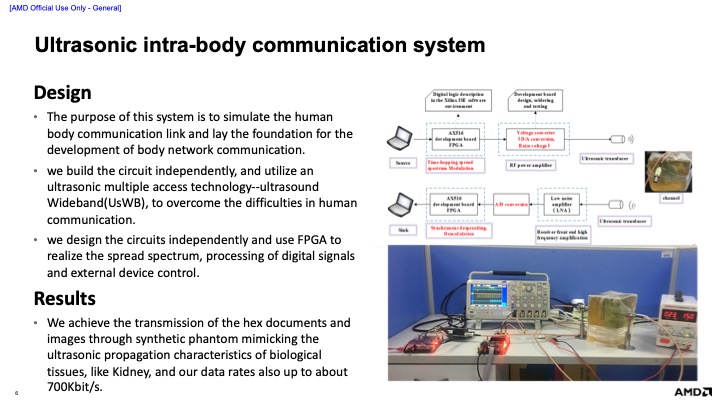 [AMD Official Use Only - General]
Ultrasonic intra-body communication system
Design
• The purpose of this system is to simulate the human
body communication link and lay the foundation for the
development of body network communication.
• we build the circuit independently, and utilize an
ultrasonic multiple access technology--ultrasound
Wideband(UsWB), to overcome the difficulties in human
communication.
• we design the circuits independently and use FPGA to
realize the spread spectrum, processing of digital signals
and external device control.
Results
• We achieve the transmission of the hex documents and
images through synthetic phantom mimicking the
ultrasonic propagation characteristics of biological
tissues, like Kidney, and our data rates also up to about
700Kbit/s.
Digital logic description
in the Xilinx ISE software
environment
Development board
design, soldering
and testing
AX516
development board
FPGA
Voltage converter
(D/A conversion,
Raise voltage)
Source
Time-hopping spread
spectrum Modulation
RF power amplifier
Ultrasonic transducer
channel
AX516
development board
FPGA
A/D conversion
Low noise
amplifier
(LNA)
Sink
Synchronous despreading,
Demodulation
Receiver front end high
frequency amplification
Ultrasonic transducer
6
AMD